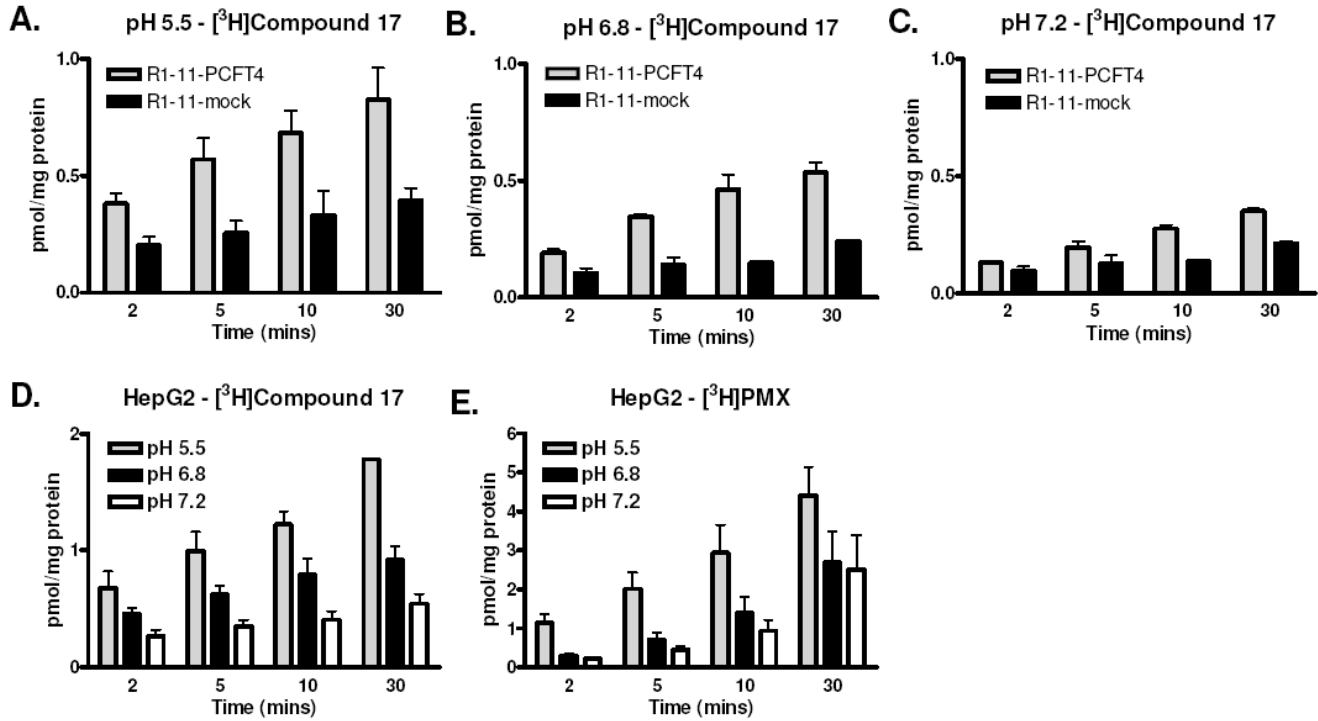 A.
pH 5.5 - [³H]Compound 17
1.0
0.5
0.0
pmol/mg protein
R1-11-PCFT4
R1-11-mock
2 5 10 30
Time (mins)
B.
pH 6.8 - [³H]Compound 17
1.0
0.5
0.0
pmol/mg protein
R1-11-PCFT4
R1-11-mock
2 5 10 30
Time (mins)
C.
pH 7.2 - [³H]Compound 17
1.0
0.5
0.0
pmol/mg protein
R1-11-PCFT4
R1-11-mock
2 5 10 30
Time (mins)
D.
HepG2 - [³H]Compound 17
2
1
0
pmol/mg protein
pH 5.5
pH 6.8
pH 7.2
2 5 10 30
Time (mins)
E.
HepG2 - [³H]PMX
6
5
4
3
2
1
0
pmol/mg protein
pH 5.5
pH 6.8
pH 7.2
2 5 10 30
Time (mins)